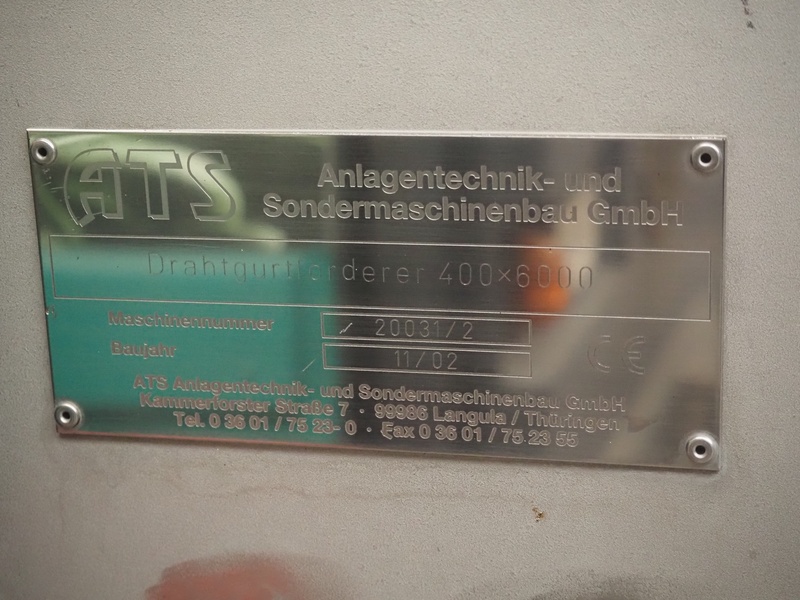 ATS
Anlagentechnik- und
Sondermaschinenbau GmbH
Drahtgurtförderer 400×6000
Maschinennummer 20031/2
Baujahr 11/02
CE
ATS Anlagentechnik- und Sondermaschinenbau GmbH
Kammerforster Straße 7 · 99986 Langula / Thüringen
Tel. 0 36 01 / 75 23- 0 · Fax 0 36 01 / 75 23 55